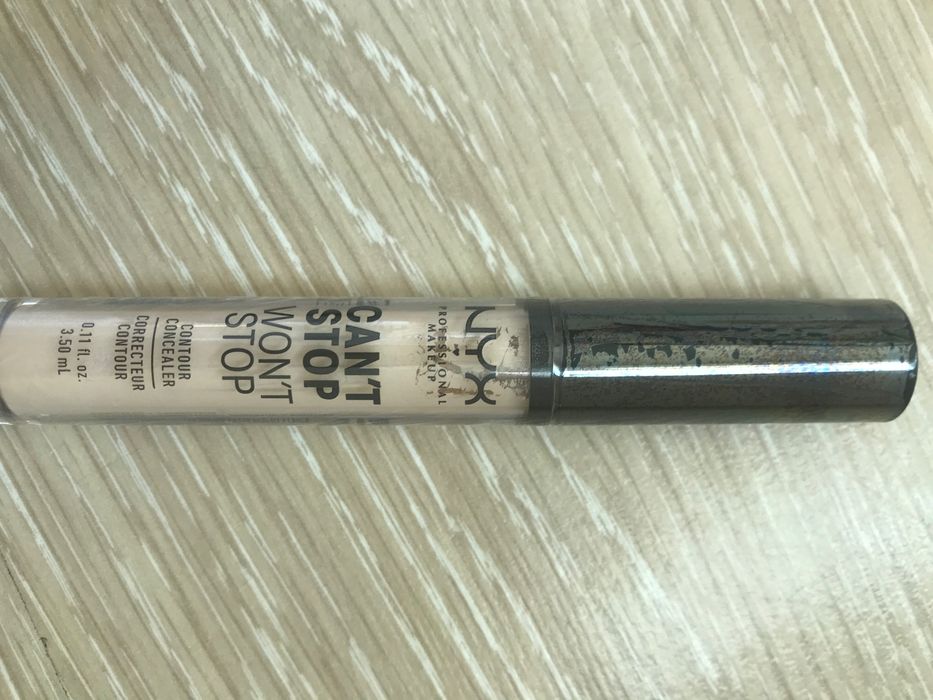 NYX
PROFESSIONAL
MAKEUP
CAN'T
STOP
WON'T
STOP
CONTOUR
CONCEALER
CORRECTEUR
CONTOUR
0.11 fl. oz.
3.50 mL